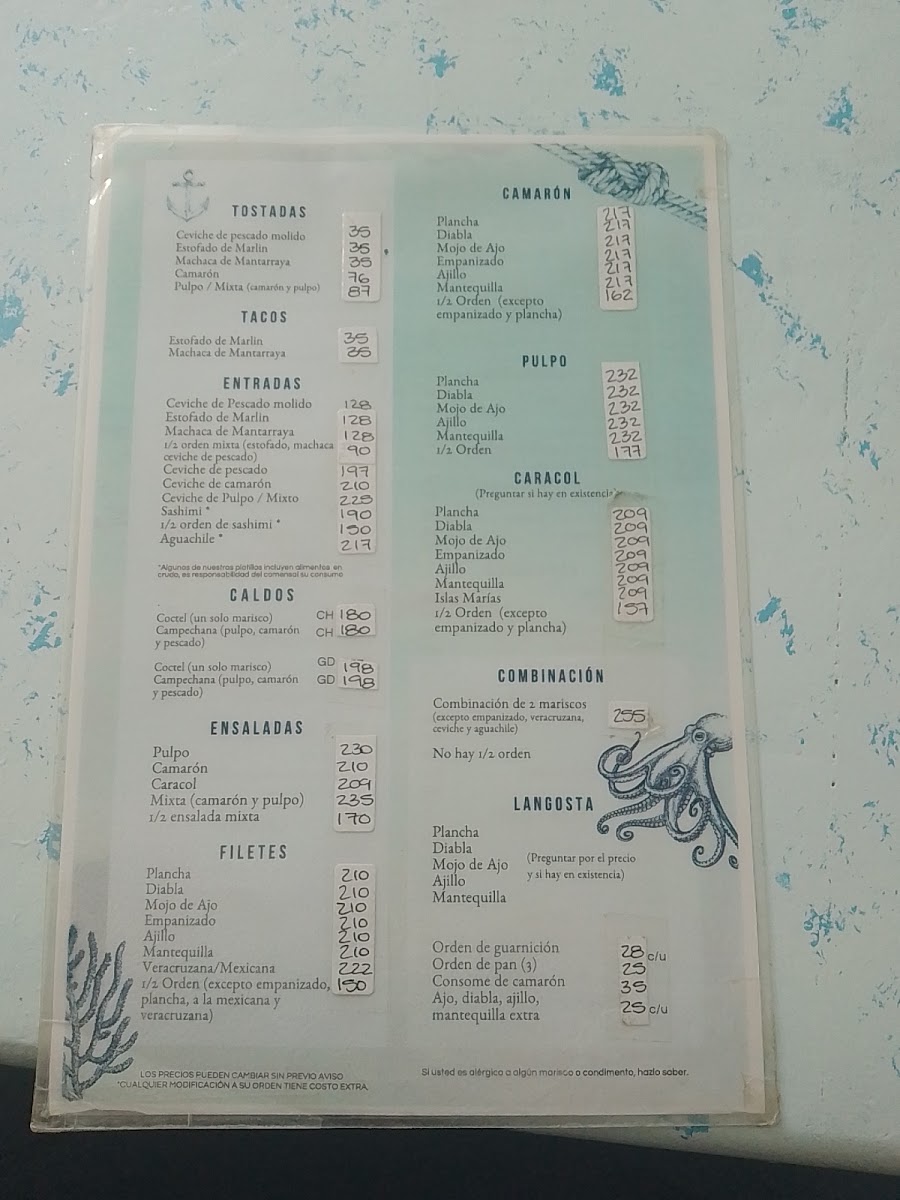 TOSTADAS
Ceviche de pescado molido 35
Estofado de Marlin 35
Machaca de Mantarraya 35
Camarón 76
Pulpo / Mixta (camarón y pulpo) 87
TACOS
Estofado de Marlin 35
Machaca de Mantarraya 35
ENTRADAS
Ceviche de Pescado molido 128
Estofado de Marlin 128
Machaca de Mantarraya 128
1/2 orden mixta (estofado, machaca 90
ceviche de pescado)
Ceviche de pescado 197
Ceviche de camarón 210
Ceviche de Pulpo / Mixto 225
Sashimi * 190
1/2 orden de sashimi * 150
Aguachile * 217
*Algunos de nuestros platillos incluyen alimentos en
crudo, es responsabilidad del comensal su consumo
CALDOS
Coctel (un solo marisco) CH 180
Campechana (pulpo, camarón CH 180
y pescado)
Coctel (un solo marisco) GD 198
Campechana (pulpo, camarón GD 198
y pescado)
ENSALADAS
Pulpo 230
Camarón 210
Caracol 209
Mixta (camarón y pulpo) 235
1/2 ensalada mixta 170
FILETES
Plancha 210
Diabla 210
Mojo de Ajo 210
Empanizado 210
Ajillo 210
Mantequilla 210
Veracruzana/Mexicana 222
1/2 Orden (excepto empanizado, 150
plancha, a la mexicana y
veracruzana)
LOS PRECIOS PUEDEN CAMBIAR SIN PREVIO AVISO
*CUALQUIER MODIFICACIÓN A SU ORDEN TIENE COSTO EXTRA.
CAMARÓN
Plancha 217
Diabla 217
Mojo de Ajo 217
Empanizado 217
Ajillo 217
Mantequilla 217
1/2 Orden (excepto 162
empanizado y plancha)
PULPO
Plancha 232
Diabla 232
Mojo de Ajo 232
Ajillo 232
Mantequilla 232
1/2 Orden 177
CARACOL
(Preguntar si hay en existencia)
Plancha 209
Diabla 209
Mojo de Ajo 209
Empanizado 209
Ajillo 209
Mantequilla 209
Islas Marías 209
1/2 Orden (excepto 157
empanizado y plancha)
COMBINACIÓN
Combinación de 2 mariscos 255
(excepto empanizado, veracruzana,
ceviche y aguachile)
No hay 1/2 orden
LANGOSTA
Plancha
Diabla
Mojo de Ajo (Preguntar por el precio
Ajillo y si hay en existencia)
Mantequilla
Orden de guarnición 28 c/u
Orden de pan (3) 25
Consome de camarón 35
Ajo, diabla, ajillo, 25 c/u
mantequilla extra
Si usted es alérgico a algún marisco o condimento, hazlo saber.